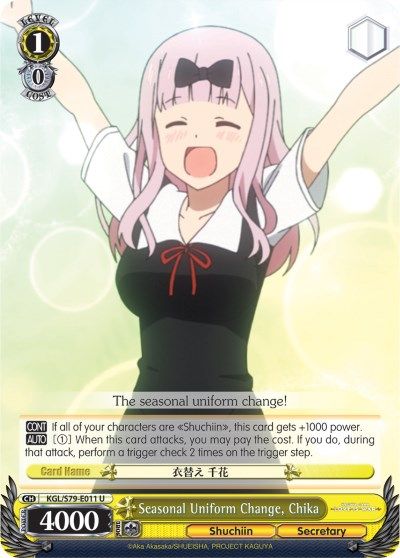 LEVEL
1
0
COST
The seasonal uniform change!
CONT If all of your characters are «Shuchiin», this card gets +1000 power.
AUTO [①] When this card attacks, you may pay the cost. If you do, during
that attack, perform a trigger check 2 times on the trigger step.
Card Name 衣替え 千花
CD KGL/S79-E011 U
Seasonal Uniform Change, Chika
POWER 4000 SOUL
Shuchiin Secretary
©Aka Akasaka/SHUEISHA, PROJECT KAGUYA